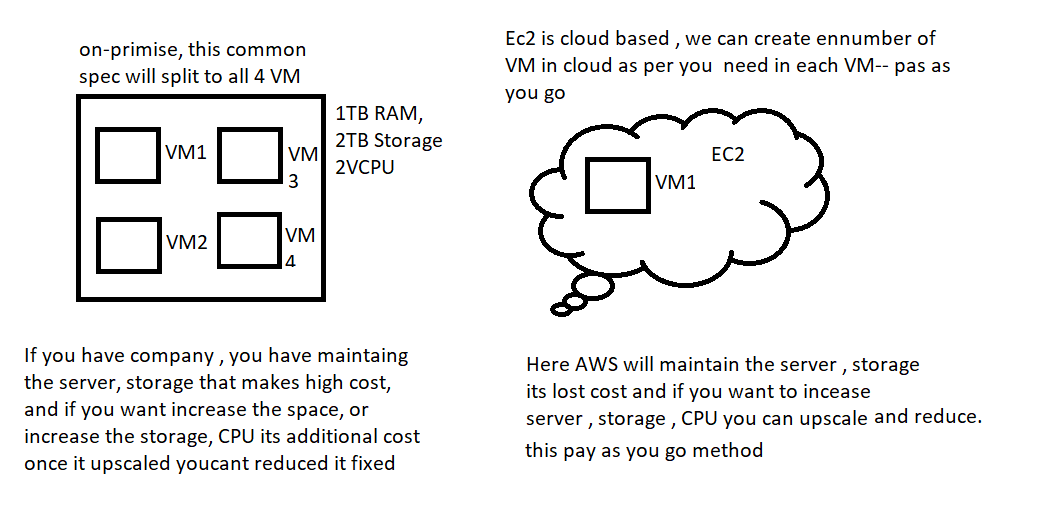 on-primise, this common
spec will split to all 4 VM
1TB RAM,
2TB Storage
2VCPU
VM1
VM
3
VM2
VM
4
If you have company , you have maintaing
the server, storage that makes high cost,
and if you want increase the space, or
increase the storage, CPU its additional cost
once it upscaled youcant reduced it fixed
Ec2 is cloud based , we can create ennumber of
VM in cloud as per you need in each VM-- pas as
you go
EC2
VM1
Here AWS will maintain the server , storage
its lost cost and if you want to incease
server , storage , CPU you can upscale and reduce.
this pay as you go method